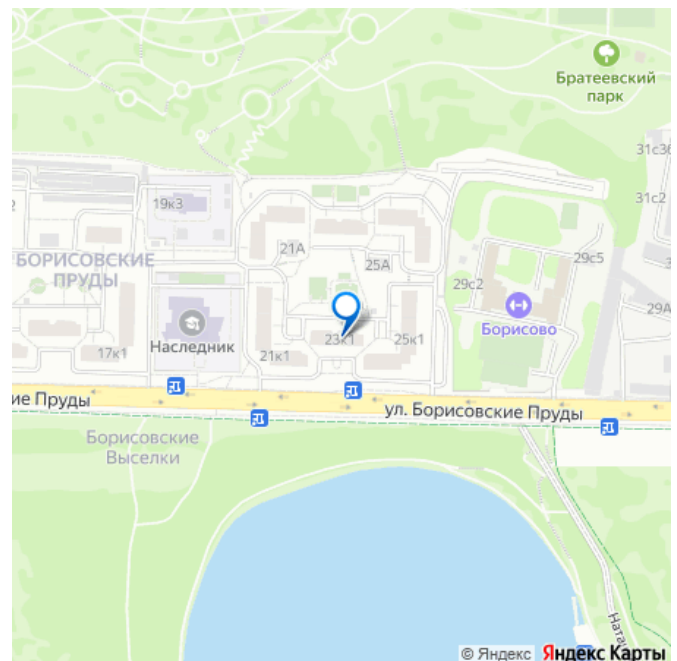 Братеевский
парк
31с3б
31с2
19к3
21А
25А
БОРИСОВСКИЕ
ПРУДЫ
29с2
29с5
29А
Борисово
Наследник
17к1
21к1
23к1
25к1
ие Пруды
ул. Борисовские Пруды
Борисовские
Выселки
© Яндекс Яндекс Карты